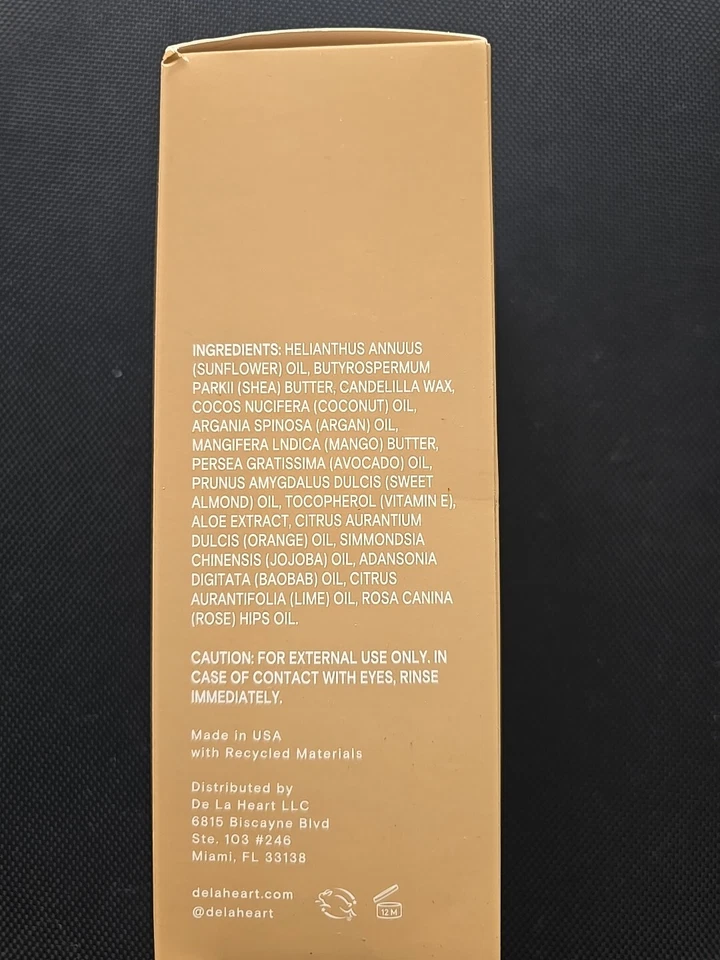 INGREDIENTS: HELIANTHUS ANNUUS
(SUNFLOWER) OIL, BUTYROSPERMUM
PARKII (SHEA) BUTTER, CANDELILLA WAX,
COCOS NUCIFERA (COCONUT) OIL,
ARGANIA SPINOSA (ARGAN) OIL,
MANGIFERA LNDICA (MANGO) BUTTER,
PERSEA GRATISSIMA (AVOCADO) OIL,
PRUNUS AMYGDALUS DULCIS (SWEET
ALMOND) OIL, TOCOPHEROL (VITAMIN E),
ALOE EXTRACT, CITRUS AURANTIUM
DULCIS (ORANGE) OIL, SIMMONDSIA
CHINENSIS (JOJOBA) OIL, ADANSONIA
DIGITATA (BAOBAB) OIL, CITRUS
AURANTIFOLIA (LIME) OIL, ROSA CANINA
(ROSE) HIPS OIL.
CAUTION: FOR EXTERNAL USE ONLY. IN
CASE OF CONTACT WITH EYES, RINSE
IMMEDIATELY.
Made in USA
with Recycled Materials
Distributed by
De La Heart LLC
6815 Biscayne Blvd
Ste. 103 #246
Miami, FL 33138
delaheart.com
@delaheart
12 M